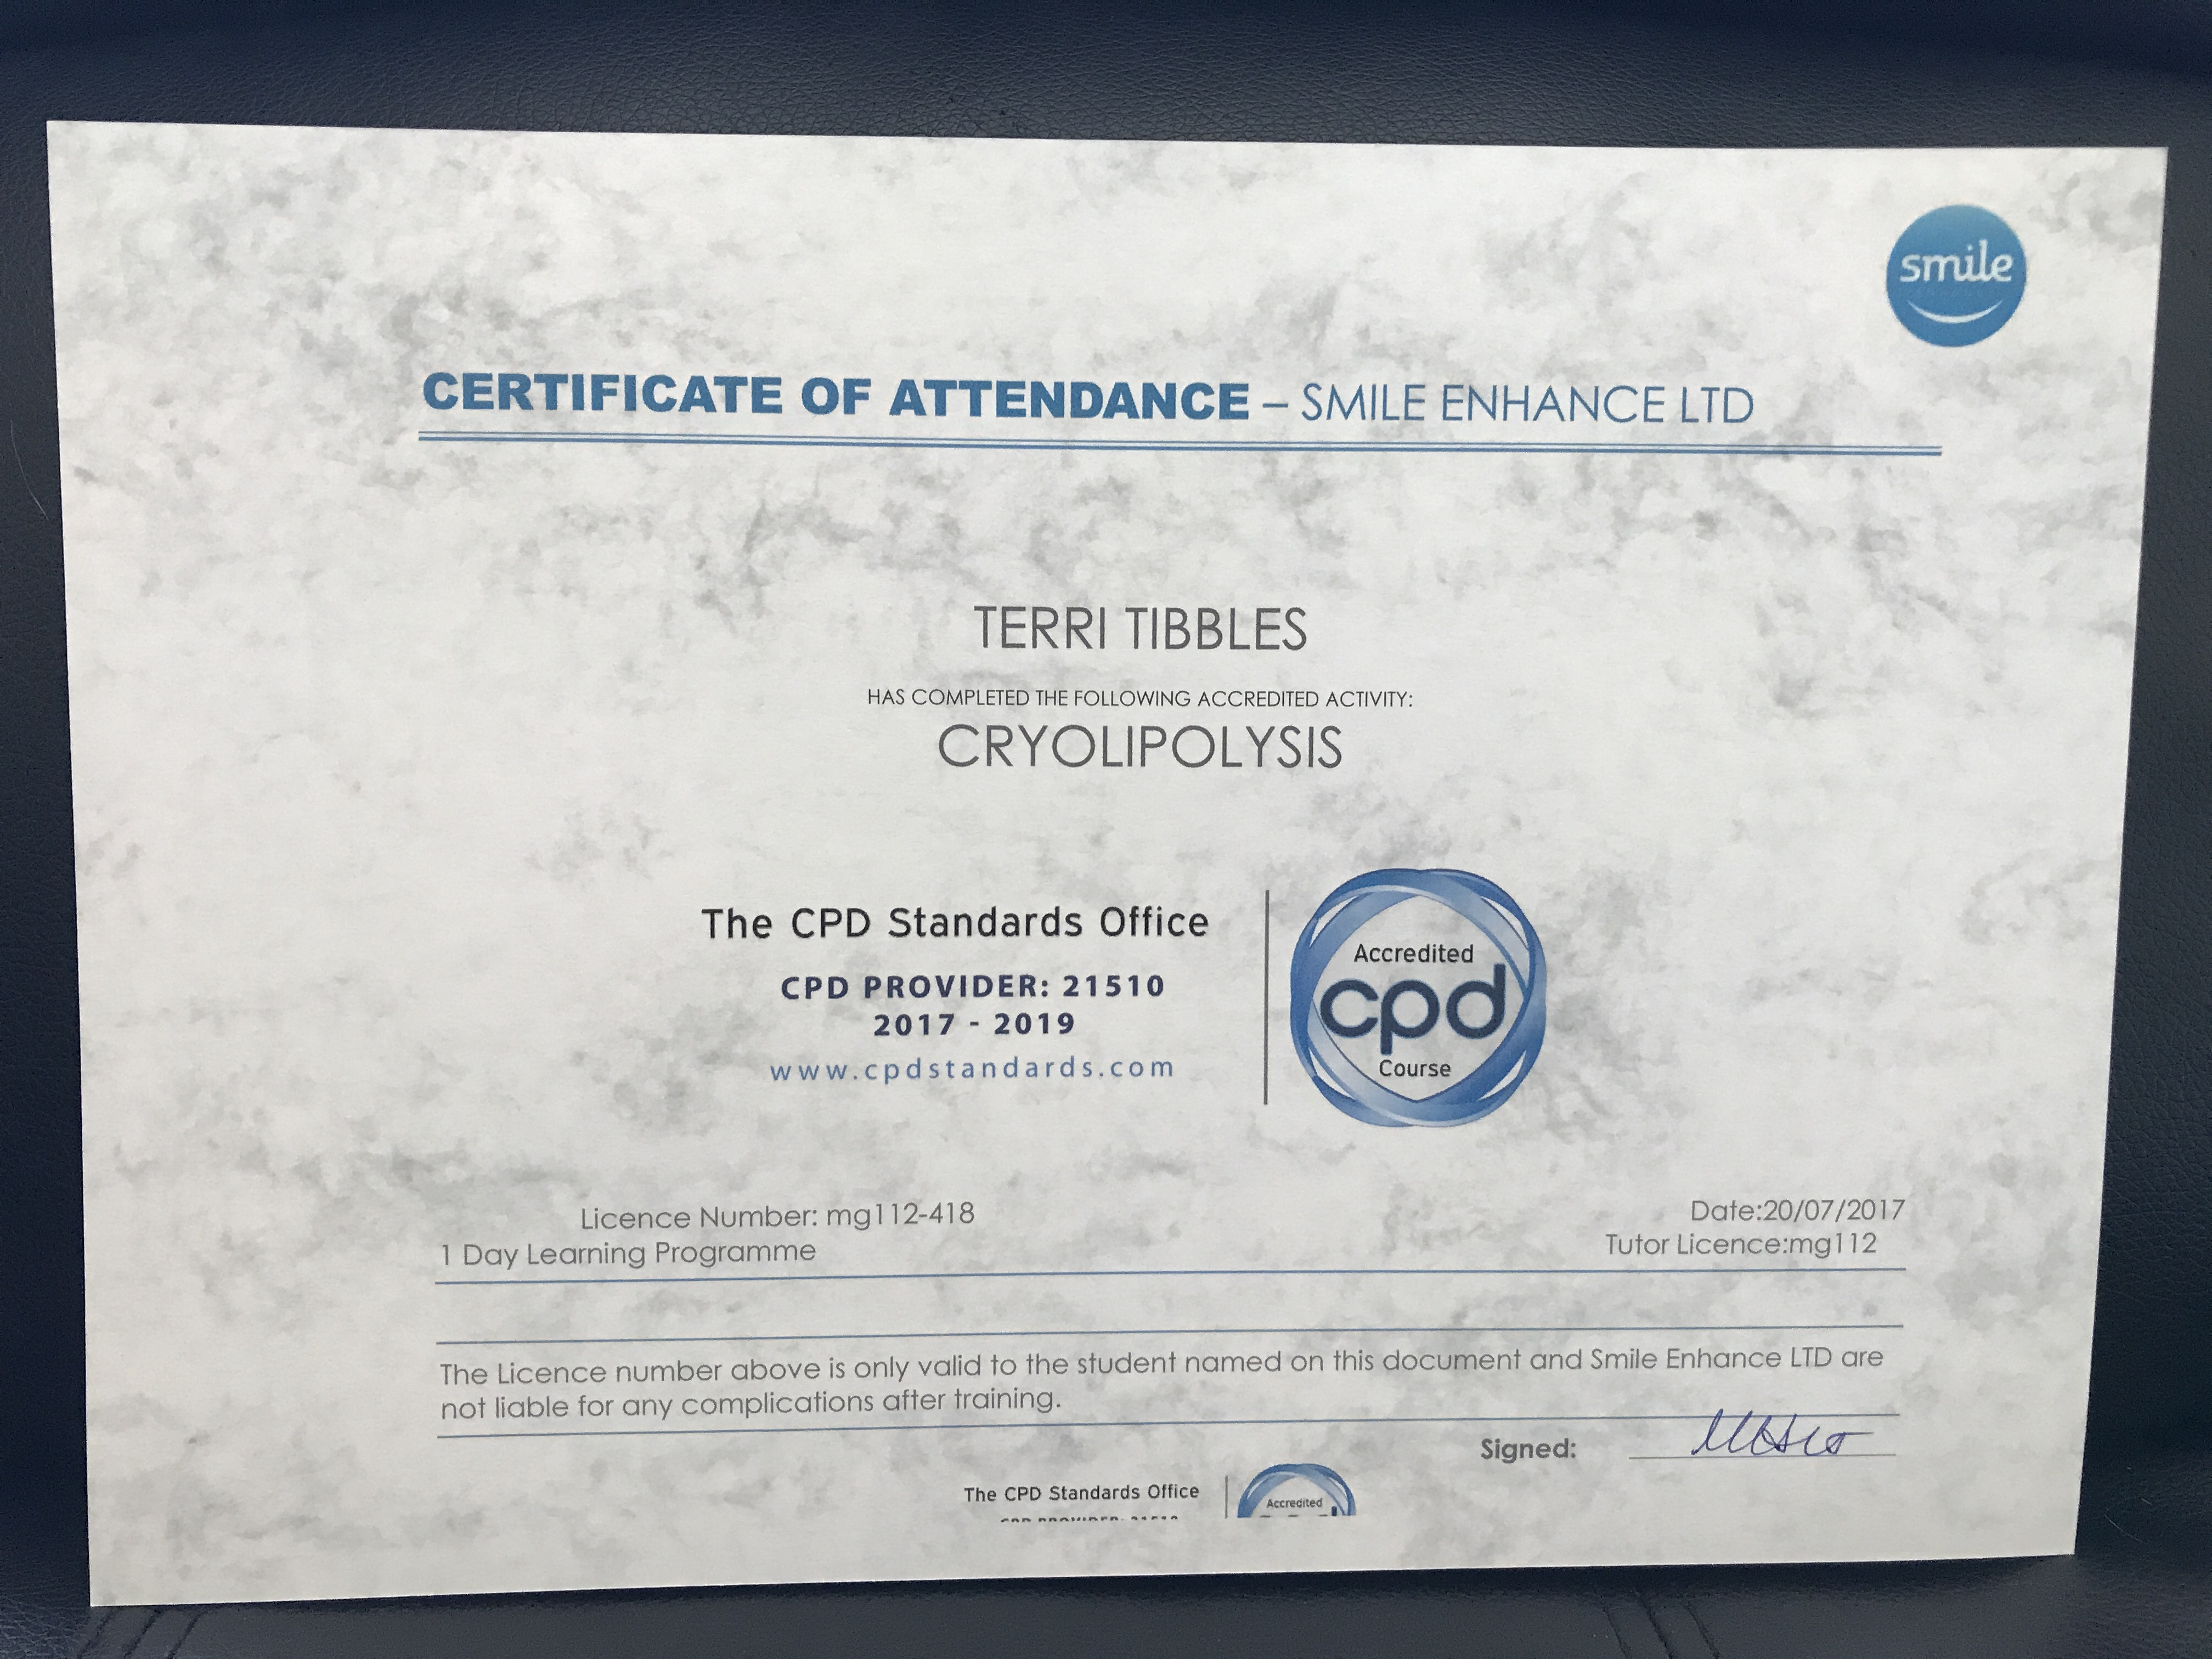 smile
CERTIFICATE OF ATTENDANCE – SMILE ENHANCE LTD
TERRI TIBBLES
HAS COMPLETED THE FOLLOWING ACCREDITED ACTIVITY:
CRYOLIPOLYSIS
The CPD Standards Office
CPD PROVIDER: 21510
2017 - 2019
www.cpdstandards.com
Accredited
cpd
Course
Licence Number: mg112-418
1 Day Learning Programme
Date:20/07/2017
Tutor Licence:mg112
The Licence number above is only valid to the student named on this document and Smile Enhance LTD are
not liable for any complications after training.
Signed:
The CPD Standards Office
Accredited